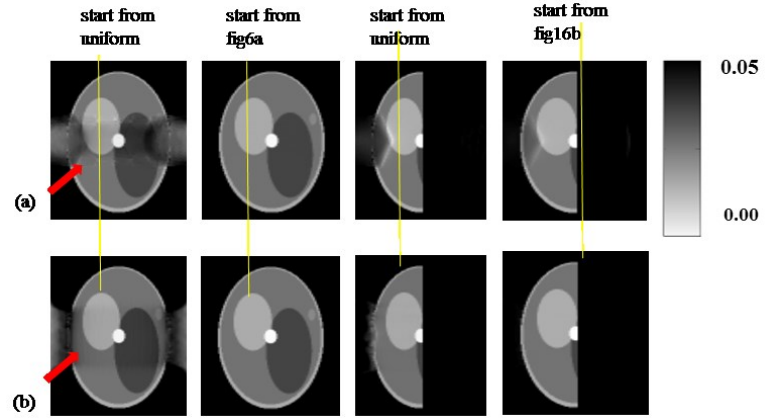 start from
uniform
start from
fig6a
start from
uniform
start from
fig16b
0.05
0.00
(a)
(b)